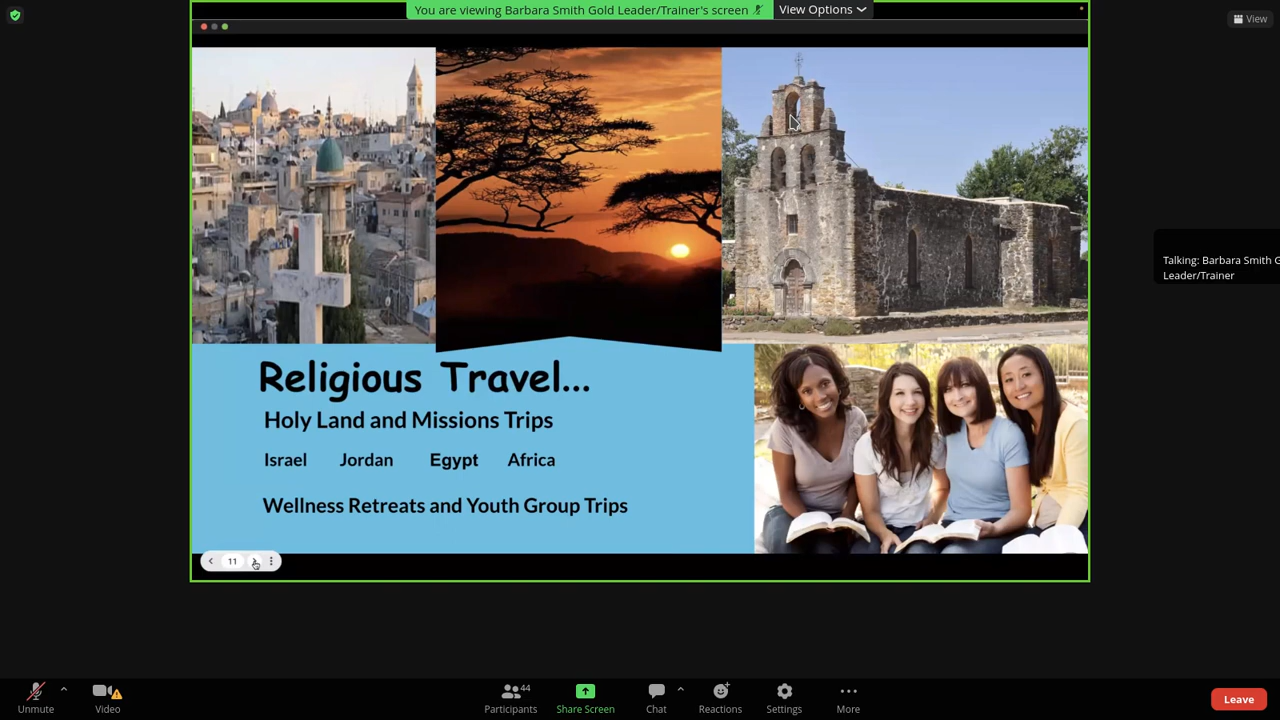 You are viewing Barbara Smith Gold Leader/Trainer's screen
View Options
View
Talking: Barbara Smith G
Leader/Trainer
Religious Travel...
Holy Land and Missions Trips
Israel Jordan Egypt Africa
Wellness Retreats and Youth Group Trips
11
Unmute
Video
Participants
44
Share Screen
Chat
Reactions
Settings
More
Leave